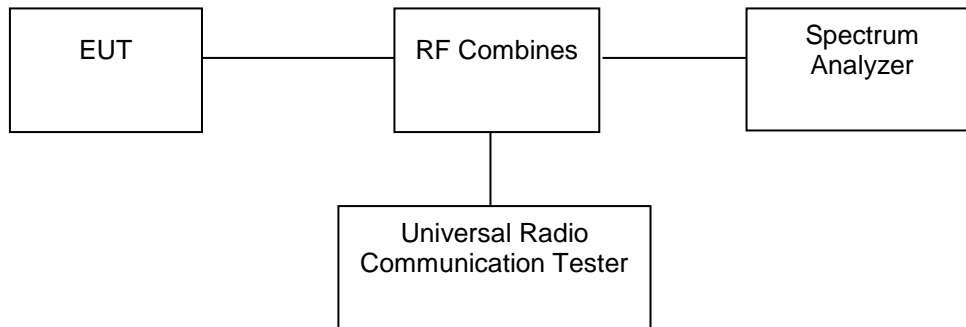 EUT
RF Combines
Spectrum
Analyzer
Universal Radio
Communication Tester